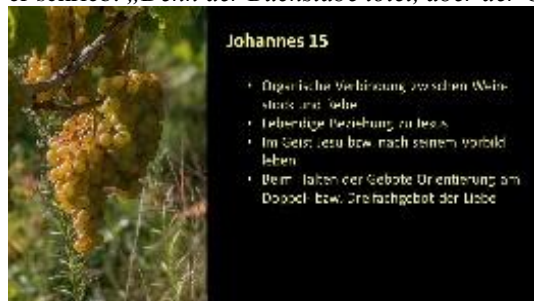 er schrieb: „Denn der Buchstabe tötet, aber der
Johannes 15
• Organische Verbindung zwischen Wein-
stock und Rebe
• Lebendige Beziehung zu Jesus
• Im Geist Jesu bzw. nach seinem Vorbild
leben
• Beim Halten der Gebote Orientierung am
Doppel- bzw. Dreifachgebot der Liebe